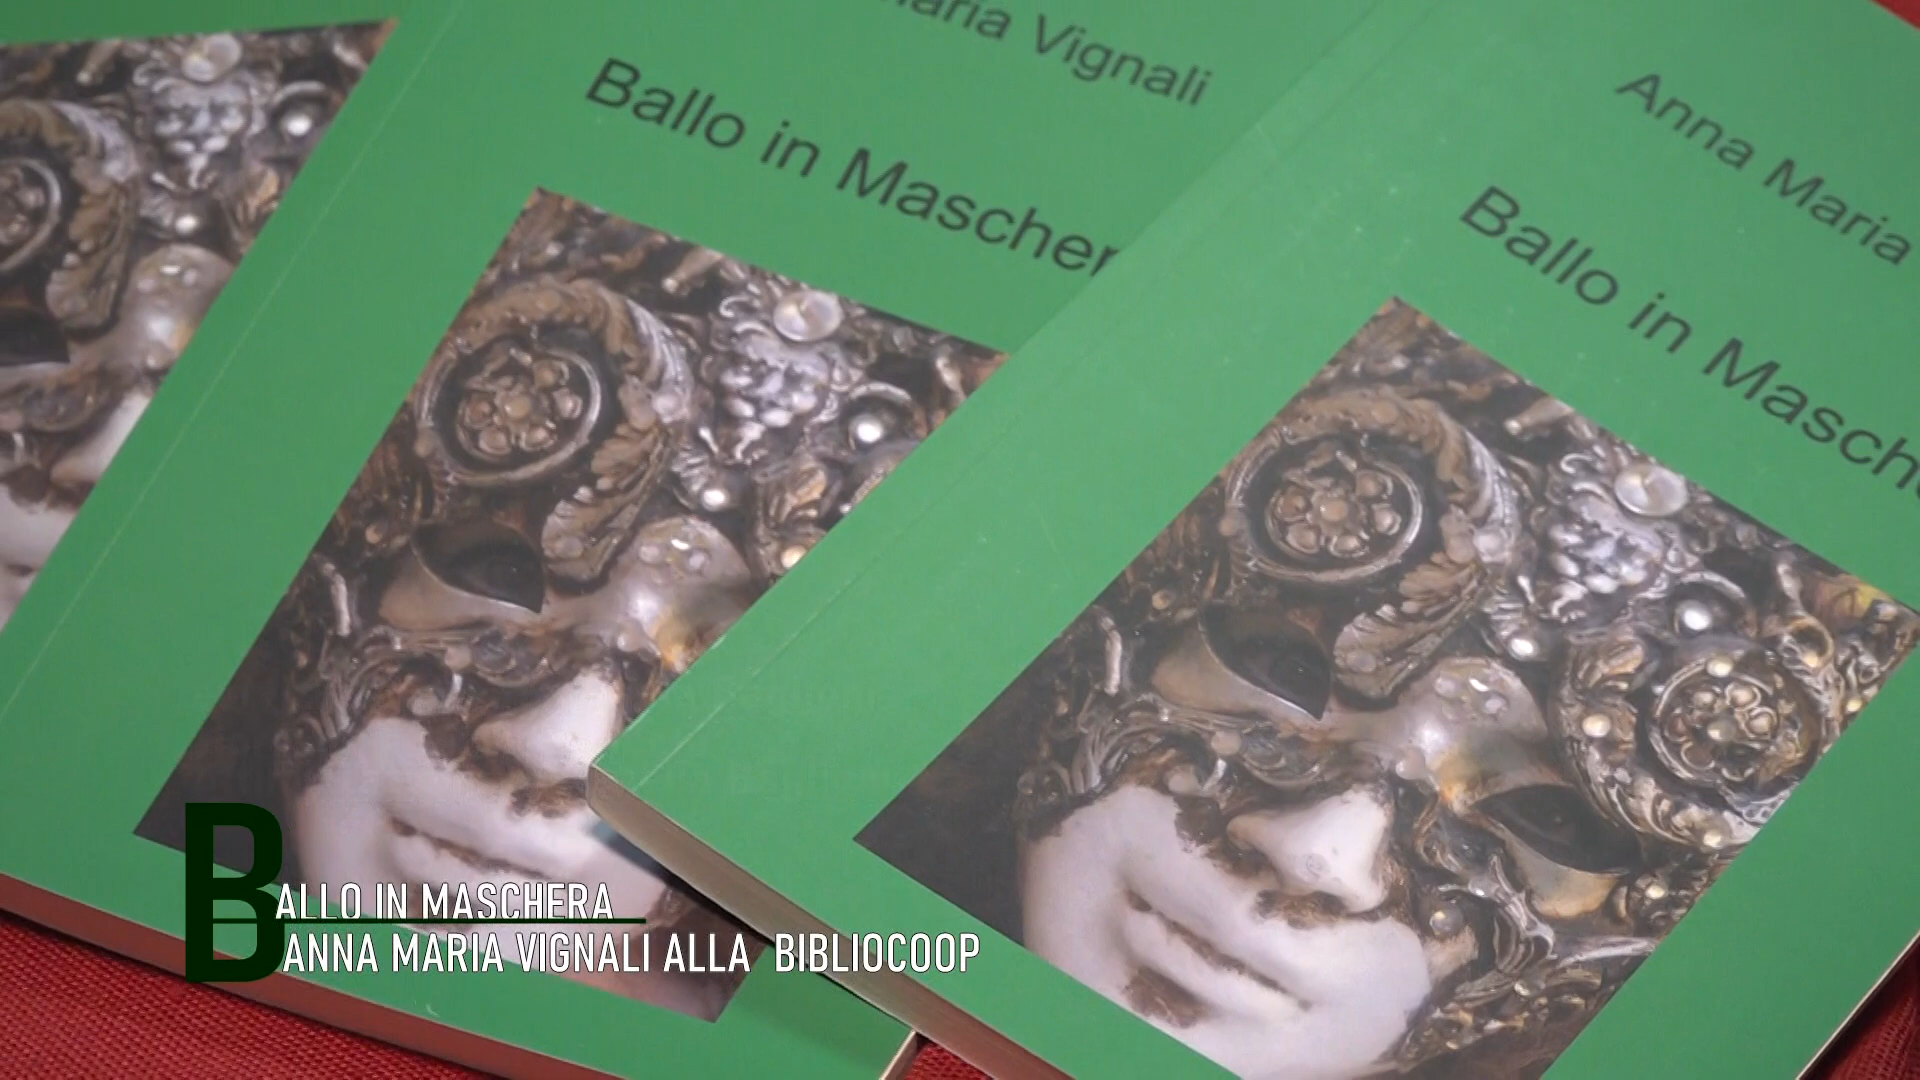 Maria Vignali
Ballo in Mascher
Anna Maria
Ballo in Masche
BALLO IN MASCHERA
ANNA MARIA VIGNALI ALLA BIBLIOCOOP